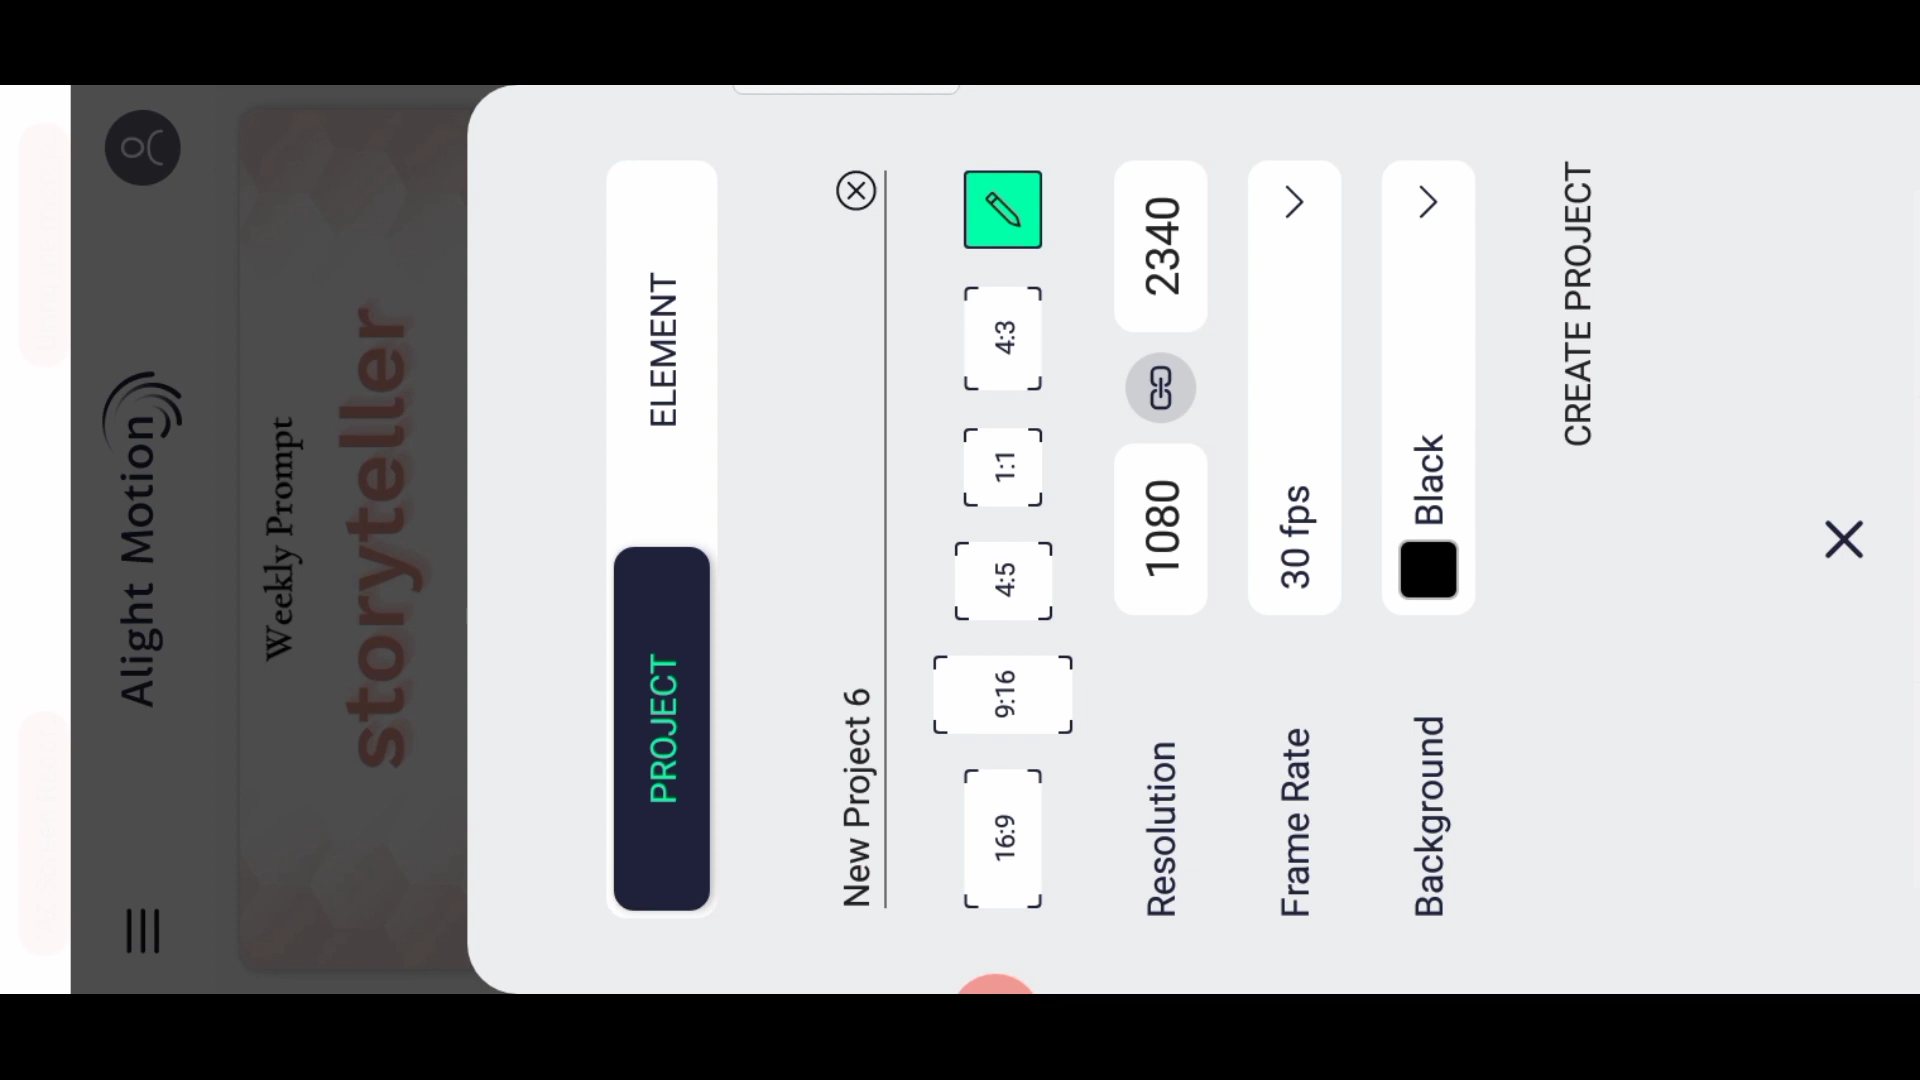 Alight Motion
Weekly Prompt
storyteller
PROJECT
ELEMENT
New Project 6
16:9
9:16
4:5
1:1
4:3
Resolution
1080
2340
Frame Rate
30 fps
Background
Black
CREATE PROJECT